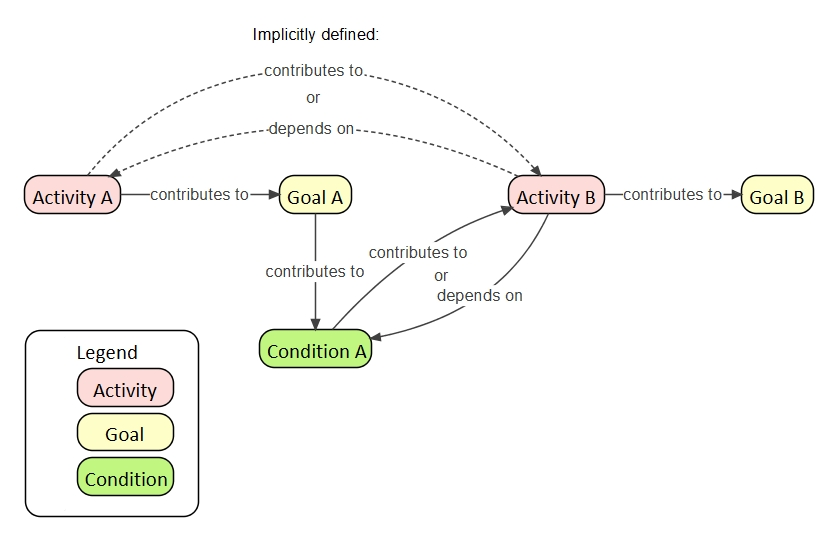 Implicitly defined:
contributes to
or
depends on
Activity A
contributes to
Goal A
Activity B
contributes to
Goal B
contributes to
contributes to
or
depends on
Condition A
Legend
Activity
Goal
Condition